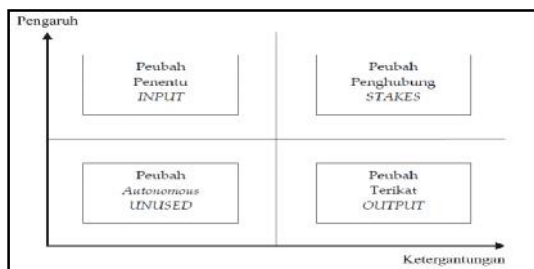 Pengaruh
Peubah
Penentu
INPUT
Peubah
Penghubung
STAKES
Peubah
Autonomous
UNUSED
Peubah
Terikat
OUTPUT
Ketergantungan